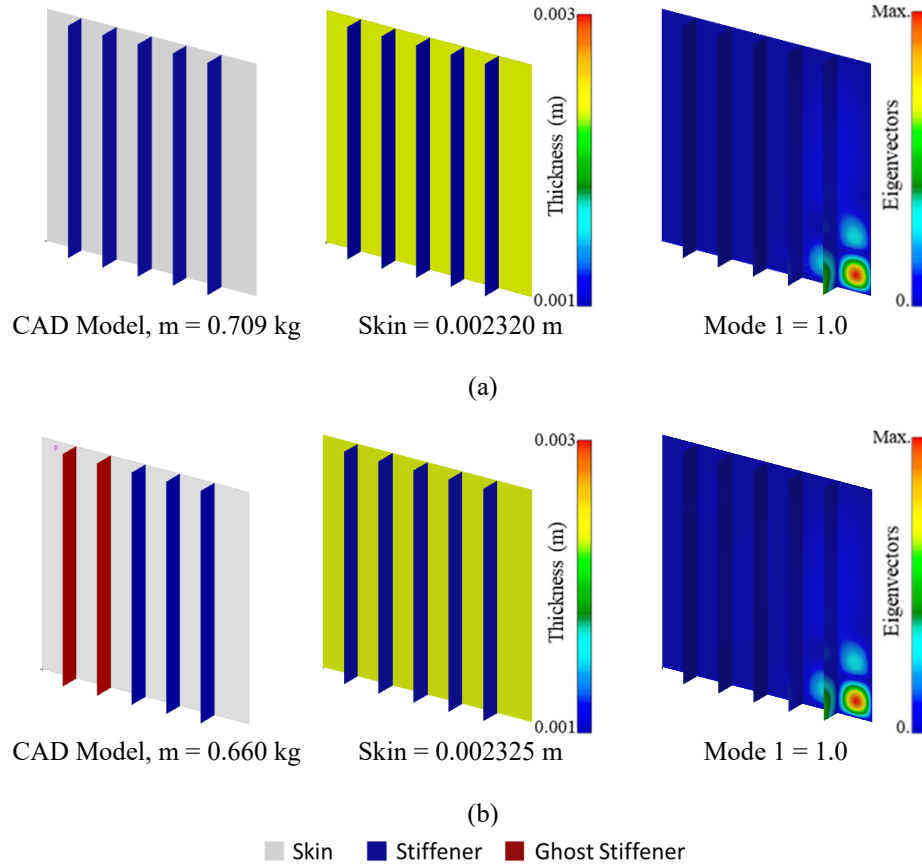 0.003
Thickness (m)
0.001
Max.
Eigenvectors
0.
CAD Model, m = 0.709 kg
Skin = 0.002320 m
Mode 1 = 1.0
(a)
0.003
Thickness (m)
0.001
Max.
Eigenvectors
0.
CAD Model, m = 0.660 kg
Skin = 0.002325 m
Mode 1 = 1.0
(b)
Skin
Stiffener
Ghost Stiffener